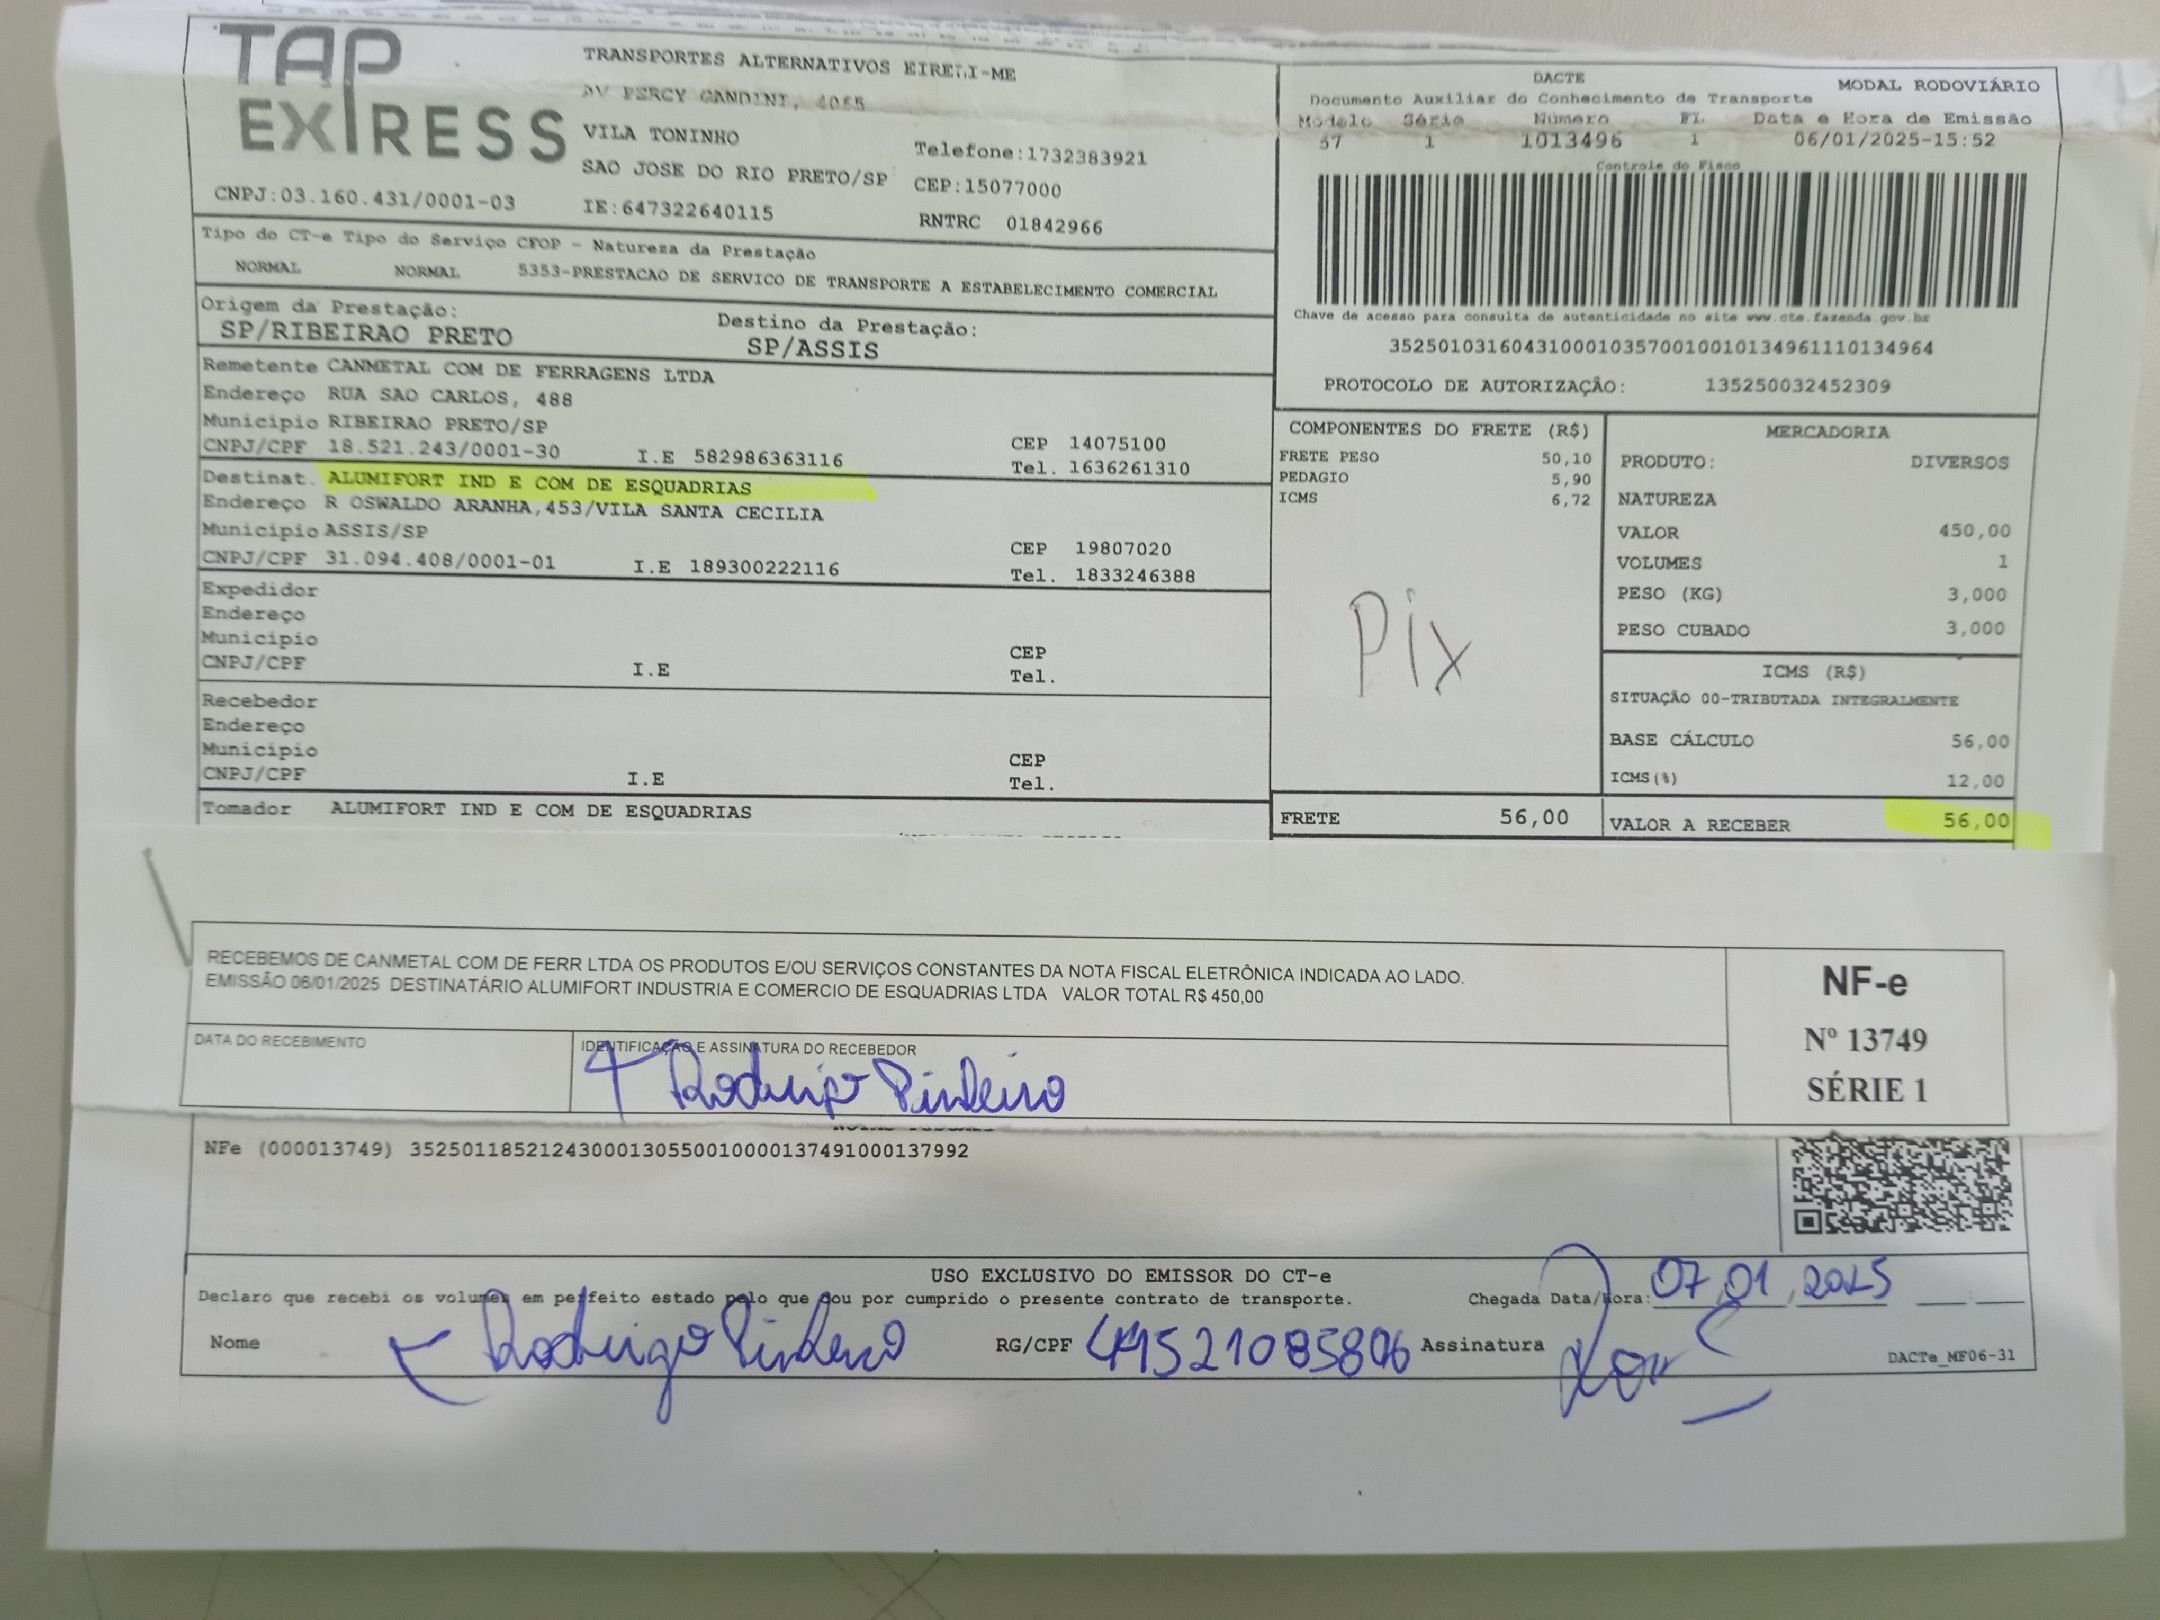 TAP EXPRESS
TRANSPORTES ALTERNATIVOS EIRELI-ME
AV PERCY GANDINI, 4085
VILA TONINHO
Telefone:1732383921
SAO JOSE DO RIO PRETO/SP
CEP:15077000
CNPJ:03.160.431/0001-03
IE:647322640115
RNTRC 01842966
DACTE
MODAL RODOVIÁRIO
Documento Auxiliar do Conhecimento de Transporte
Modelo Série Número FL Data e Hora de Emissão
57 1 1013496 1 06/01/2025-15:52
Controle do Fisco
Chave de acesso para consulta de autenticidade no site www.cte.fazenda.gov.br
35250103160431000103570010010134961110134964
PROTOCOLO DE AUTORIZAÇÃO: 135250032452309
Tipo do CT-e Tipo do Serviço CFOP - Natureza da Prestação
NORMAL NORMAL 5353-PRESTACAO DE SERVICO DE TRANSPORTE A ESTABELECIMENTO COMERCIAL
Origem da Prestação: Destino da Prestação:
SP/RIBEIRAO PRETO SP/ASSIS
Remetente CANMETAL COM DE FERRAGENS LTDA
Endereço RUA SAO CARLOS, 488
Municipio RIBEIRAO PRETO/SP CEP 14075100
CNPJ/CPF 18.521.243/0001-30 I.E 582986363116 Tel. 1636261310
Destinat. ALUMIFORT IND E COM DE ESQUADRIAS
Endereço R OSWALDO ARANHA,453/VILA SANTA CECILIA
Municipio ASSIS/SP CEP 19807020
CNPJ/CPF 31.094.408/0001-01 I.E 189300222116 Tel. 1833246388
Expedidor
Endereço
Municipio CEP
CNPJ/CPF I.E Tel.
Recebedor
Endereço
Municipio CEP
CNPJ/CPF I.E Tel.
Tomador ALUMIFORT IND E COM DE ESQUADRIAS
COMPONENTES DO FRETE (R$)
FRETE PESO 50,10
PEDAGIO 5,90
ICMS 6,72
Pix
FRETE 56,00
MERCADORIA
PRODUTO: DIVERSOS
NATUREZA
VALOR 450,00
VOLUMES 1
PESO (KG) 3,000
PESO CUBADO 3,000
ICMS (R$)
SITUAÇÃO 00-TRIBUTADA INTEGRALMENTE
BASE CÁLCULO 56,00
ICMS(%) 12,00
VALOR A RECEBER 56,00
RECEBEMOS DE CANMETAL COM DE FERR LTDA OS PRODUTOS E/OU SERVIÇOS CONSTANTES DA NOTA FISCAL ELETRÔNICA INDICADA AO LADO.
EMISSÃO 06/01/2025 DESTINATÁRIO ALUMIFORT INDUSTRIA E COMERCIO DE ESQUADRIAS LTDA VALOR TOTAL R$ 450,00
DATA DO RECEBIMENTO
IDENTIFICAÇÃO E ASSINATURA DO RECEBEDOR
Rodrigo Pinheiro
NF-e
Nº 13749
SÉRIE 1
NFe (000013749) 35250118521243000130550010000137491000137992
USO EXCLUSIVO DO EMISSOR DO CT-e
Declaro que recebi os volumes em perfeito estado pelo que dou por cumprido o presente contrato de transporte. Chegada Data/Hora: 07,01,2025
Nome Rodrigo Pinheiro RG/CPF Assinatura
DACTe_MF06-31